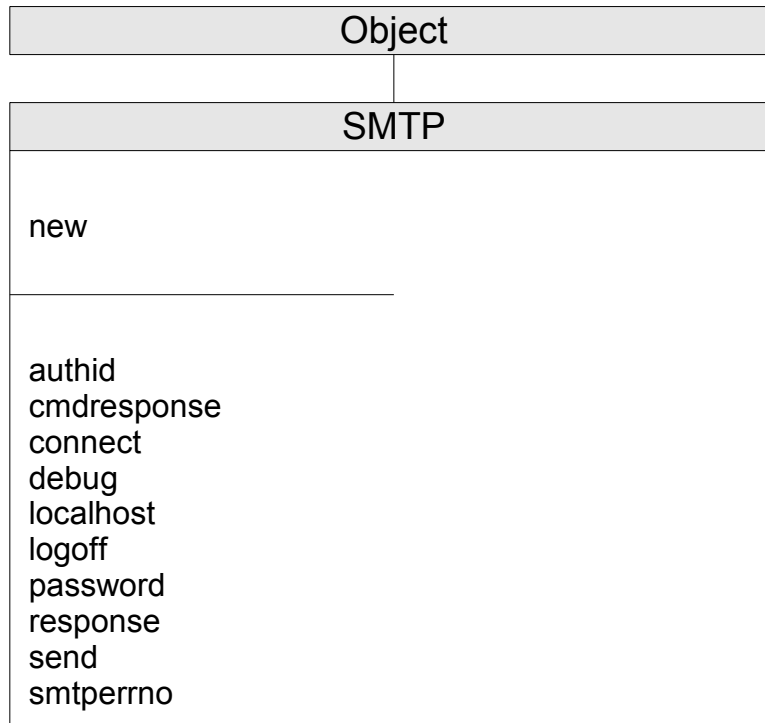 Object
SMTP
new
authid
cmdresponse
connect
debug
localhost
logoff
password
response
send
smtperrno